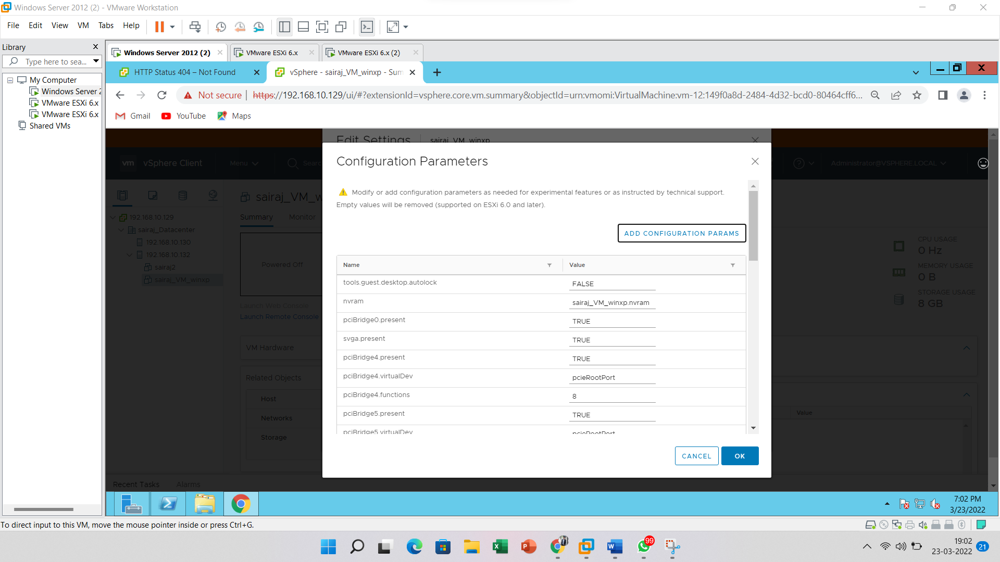 Windows Server 2012 (2) - VMware Workstation
File Edit View VM Tabs Help
Library
Type here to sea...
My Computer
Windows Server 2
VMware ESXi 6.x
VMware ESXi 6.x
Shared VMs
Windows Server 2012 (2)
VMware ESXi 6.x
VMware ESXi 6.x (2)
HTTP Status 404 – Not Found
vSphere - sairaj_VM_winxp - Sum
Not secure
https://192.168.10.129/ui/#?extensionId=vsphere.core.vm.summary&objectId=urn:vmomi:VirtualMachine:vm-12:149f0a8d-2484-4d32-bcd0-80464cff6...
Gmail YouTube Maps
Edit Settings sairaj_VM_winxp
vm vSphere Client Menu Searc
Administrator@VSPHERE.LOCAL
192.168.10.129
sairaj_Datacenter
192.168.10.130
192.168.10.132
sairaj2
sairaj_VM_winxp
sairaj_VM_w
Summary Monitor
Powered Off
Launch Web Console
Launch Remote Console
VM Hardware
Related Objects
Host
Networks
Storage
CPU USAGE
0 Hz
MEMORY USAGE
0 B
STORAGE USAGE
8 GB
Value
Configuration Parameters
Modify or add configuration parameters as needed for experimental features or as instructed by technical support.
Empty values will be removed (supported on ESXi 6.0 and later).
ADD CONFIGURATION PARAMS
Name Value
tools.guest.desktop.autolock FALSE
nvram sairaj_VM_winxp.nvram
pciBridge0.present TRUE
svga.present TRUE
pciBridge4.present TRUE
pciBridge4.virtualDev pcieRootPort
pciBridge4.functions 8
pciBridge5.present TRUE
pciBridge5.virtualDev pcieRootPort
CANCEL OK
Recent Tasks Alarms
7:02 PM
3/23/2022
To direct input to this VM, move the mouse pointer inside or press Ctrl+G.
99
19:02
23-03-2022
21